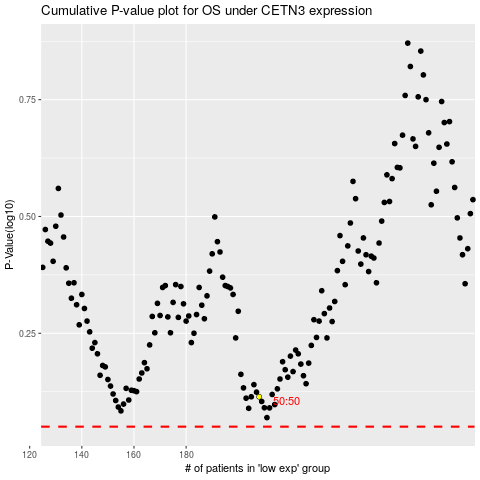 Cumulative P-value plot for OS under CETN3 expression
P-Value(log10)
0.75
0.50
0.25
50:50
120 140 160 180
# of patients in 'low exp' group